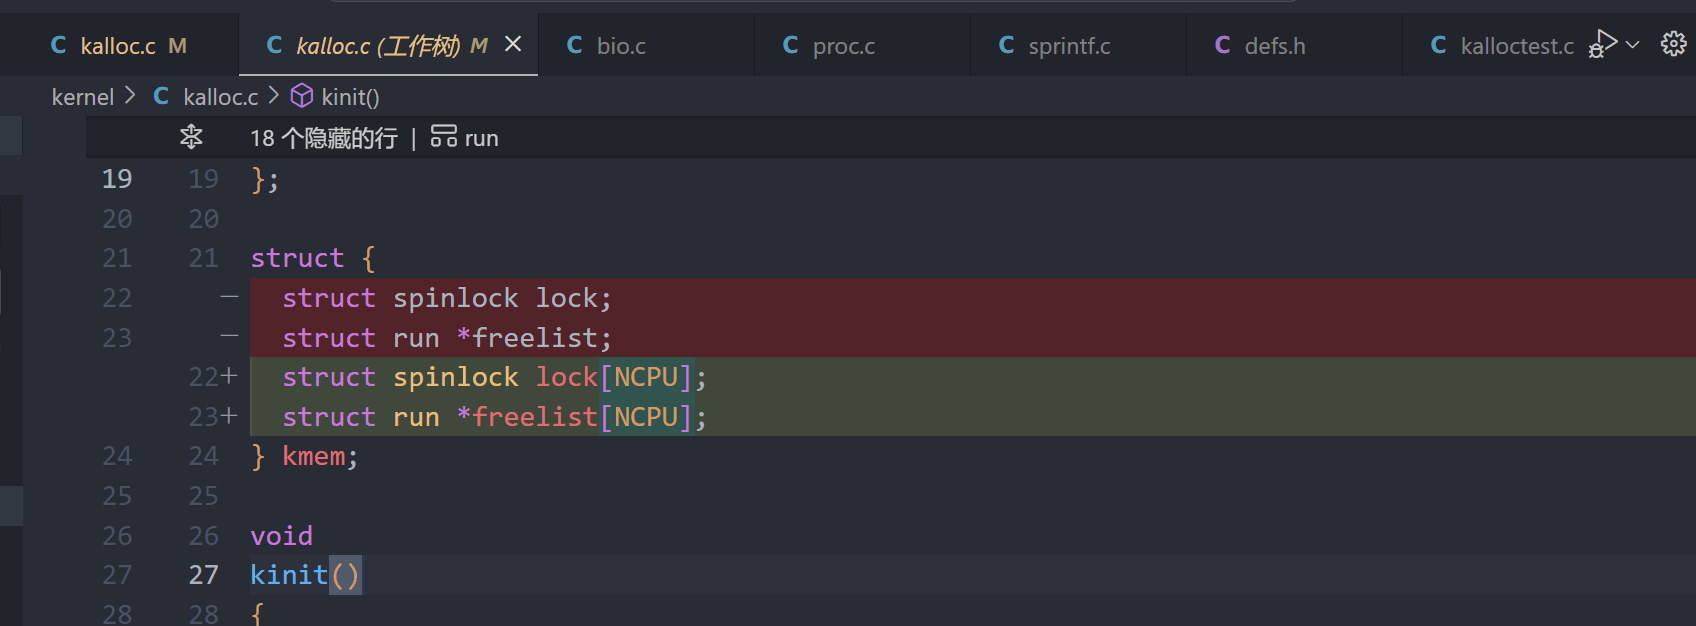 C kalloc.c M C kalloc.c (工作树) M C bio.c C proc.c C sprintf.c C defs.h C kalloctest.c
kernel > C kalloc.c > kinit()
18 个隐藏的行 | run
19 19 };
20 20
21 21 struct {
22 — struct spinlock lock;
23 — struct run *freelist;
22+ struct spinlock lock[NCPU];
23+ struct run *freelist[NCPU];
24 24 } kmem;
25 25
26 26 void
27 27 kinit()
28 28 {